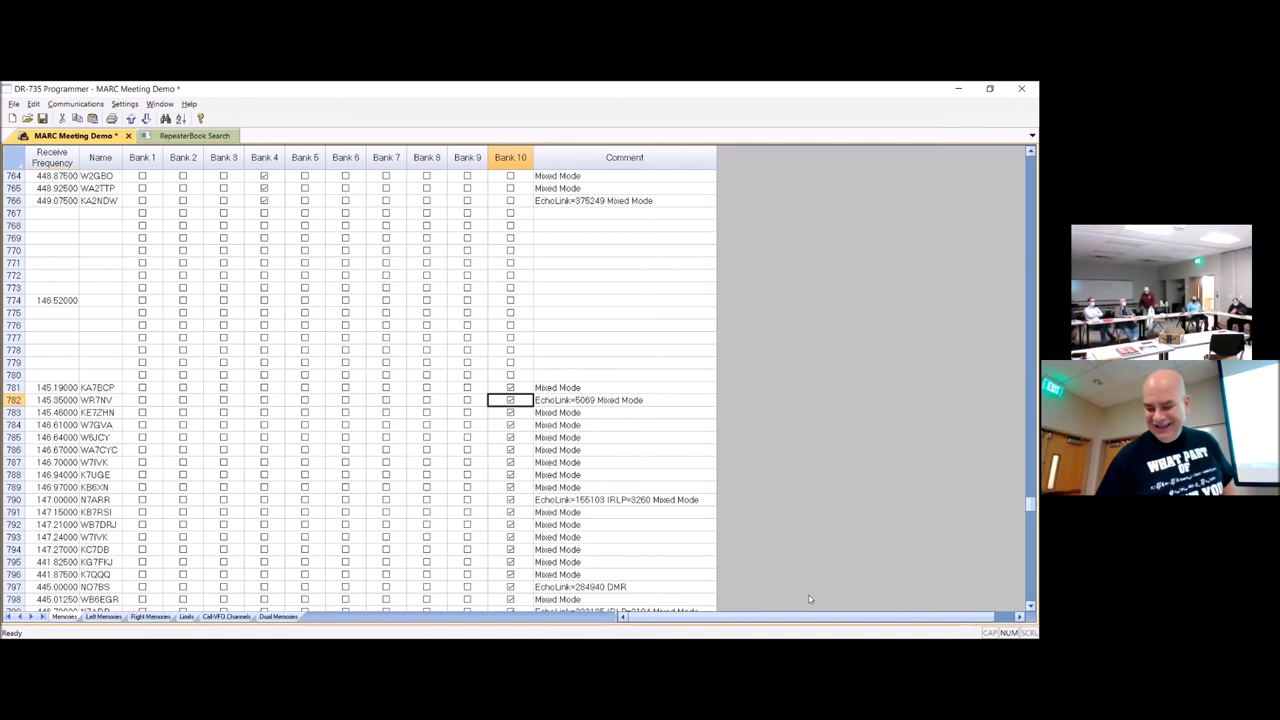 DR-735 Programmer - MARC Meeting Demo *
File Edit Communications Settings Window Help
MARC Meeting Demo * RepeaterBook Search
Receive Frequency Name Bank 1 Bank 2 Bank 3 Bank 4 Bank 5 Bank 6 Bank 7 Bank 8 Bank 9 Bank 10 Comment
764 448.87500 W2GBO Mixed Mode
765 448.92500 WA2TTP Mixed Mode
766 449.07500 KA2NDW EchoLink=375249 Mixed Mode
767
768
769
770
771
772
773
774 146.52000
775
776
777
778
779
780
781 145.19000 KA7BCP Mixed Mode
782 145.35000 WR7NV EchoLink=5069 Mixed Mode
783 145.46000 KE7ZHN Mixed Mode
784 146.61000 W7GVA Mixed Mode
785 146.64000 W6JCY Mixed Mode
786 146.67000 WA7CYC Mixed Mode
787 146.70000 W7IVK Mixed Mode
788 146.94000 K7UGE Mixed Mode
789 146.97000 KB6XN Mixed Mode
790 147.00000 N7ARR EchoLink=155103 IRLP=3260 Mixed Mode
791 147.15000 KB7RSI Mixed Mode
792 147.21000 WB7DRJ Mixed Mode
793 147.24000 W7IVK Mixed Mode
794 147.27000 KC7DB Mixed Mode
795 441.82500 KG7FKJ Mixed Mode
796 441.87500 K7QQQ Mixed Mode
797 445.00000 NO7BS EchoLink=284940 DMR
798 445.01250 WB6EGR Mixed Mode
Memories Left Memories Right Memories Limits Call-VFO Channels Dual Memories
Ready CAP NUM SCRL
EXIT
WHAT PART
OF
YOU